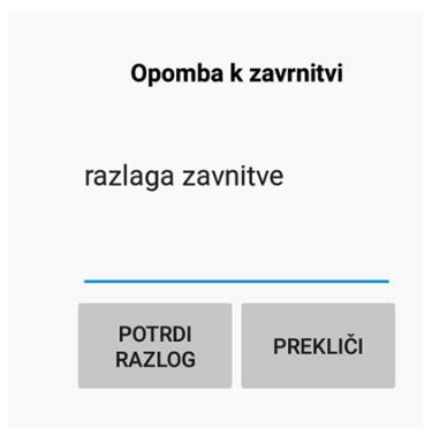 Opomba k zavrnitvi
razlaga zavnitve
POTRDI
RAZLOG
PREKLIČI